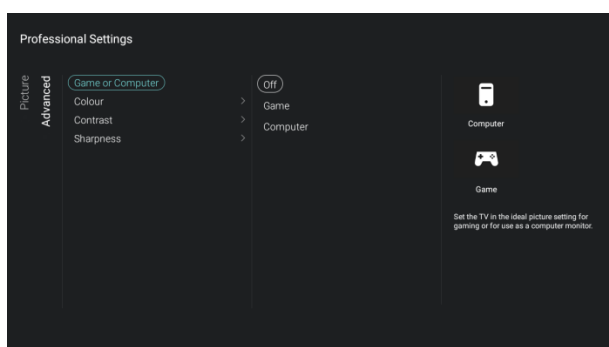 Professional Settings
Picture
Advanced
Game or Computer
Colour
Contrast
Sharpness
Off
Game
Computer
Computer
Game
Set the TV in the ideal picture setting for
gaming or for use as a computer monitor.